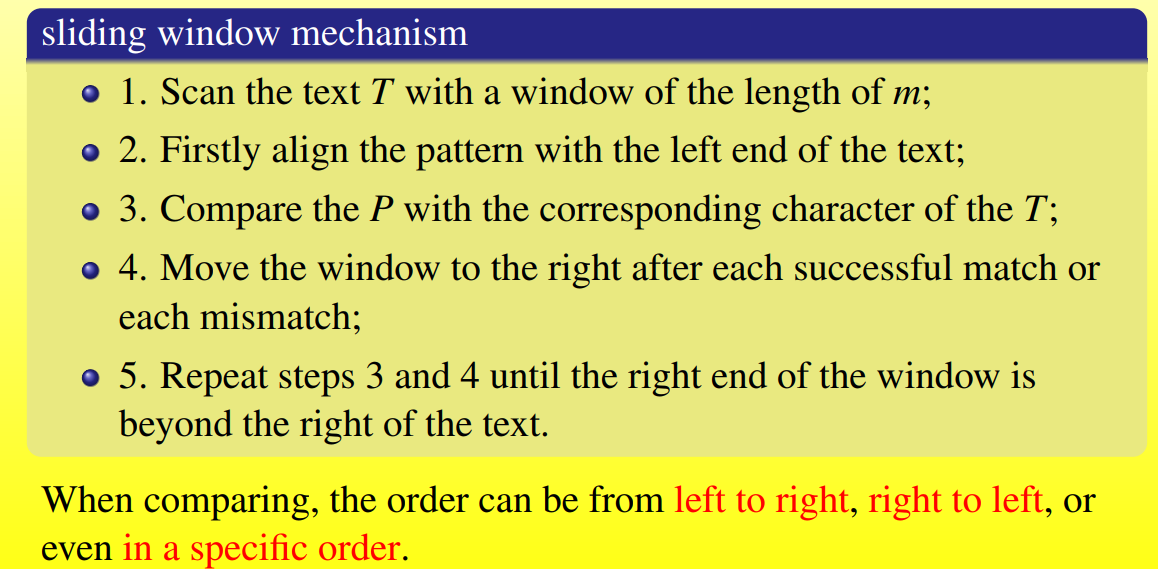 sliding window mechanism
1. Scan the text T with a window of the length of m;
2. Firstly align the pattern with the left end of the text;
3. Compare the P with the corresponding character of the T;
4. Move the window to the right after each successful match or
each mismatch;
5. Repeat steps 3 and 4 until the right end of the window is
beyond the right of the text.
When comparing, the order can be from left to right, right to left, or
even in a specific order.